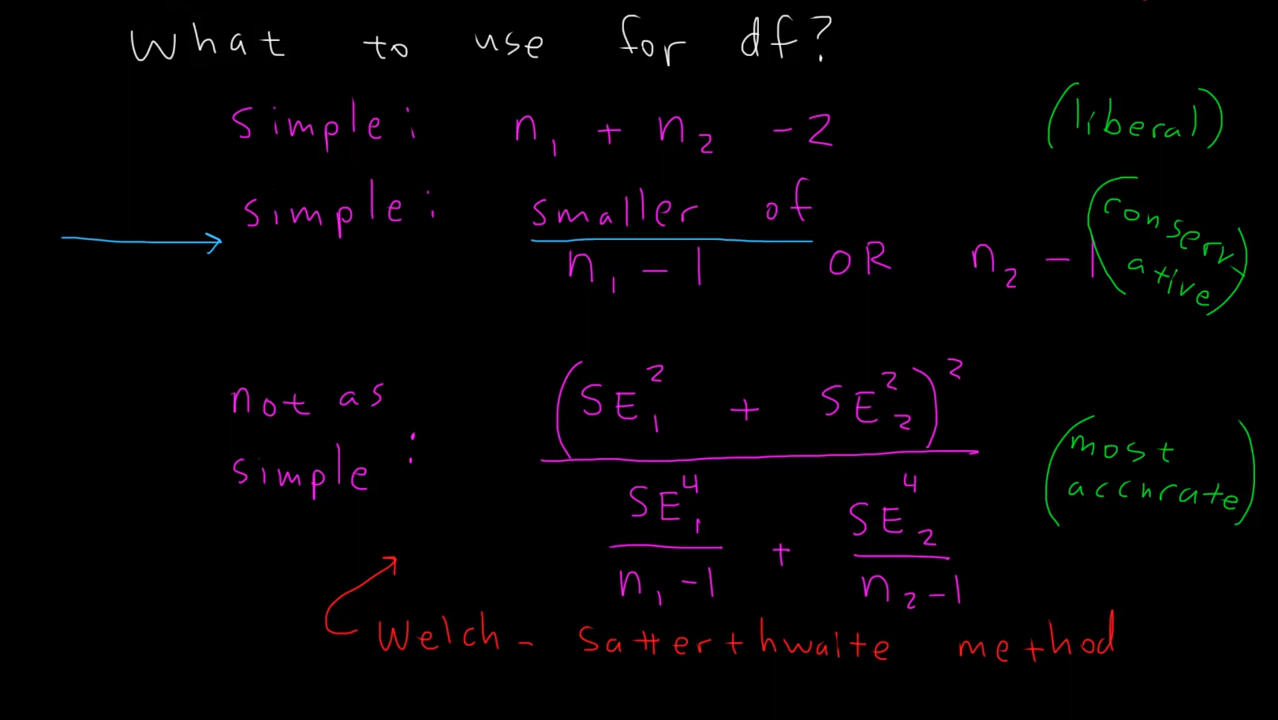 What to use for df?
simple: n₁ + n₂ - 2 (liberal)
simple: smaller of
n₁ - 1 OR n₂ - 1 (conservative)
not as simple: (SE₁² + SE₂²)² (most accurate)
SE₁⁴ + SE₂⁴
n₁-1 n₂-1
Welch - satterthwaite method